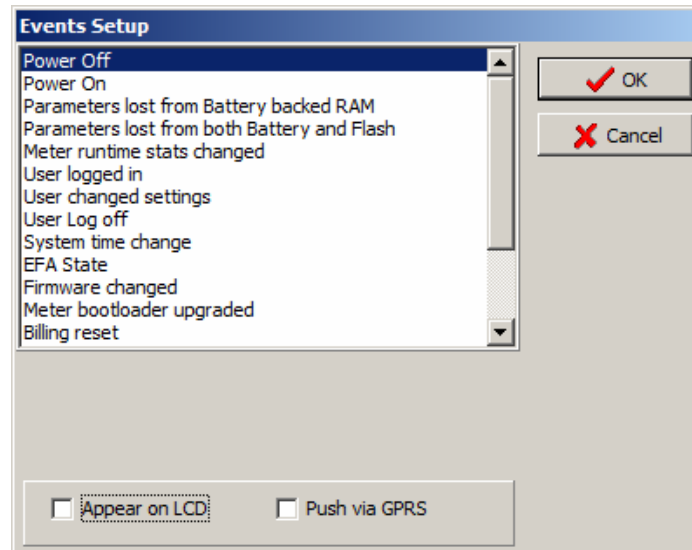 Events Setup
Power Off
Power On
Parameters lost from Battery backed RAM
Parameters lost from both Battery and Flash
Meter runtime stats changed
User logged in
User changed settings
User Log off
System time change
EFA State
Firmware changed
Meter bootloader upgraded
Billing reset
OK
Cancel
Appear on LCD
Push via GPRS